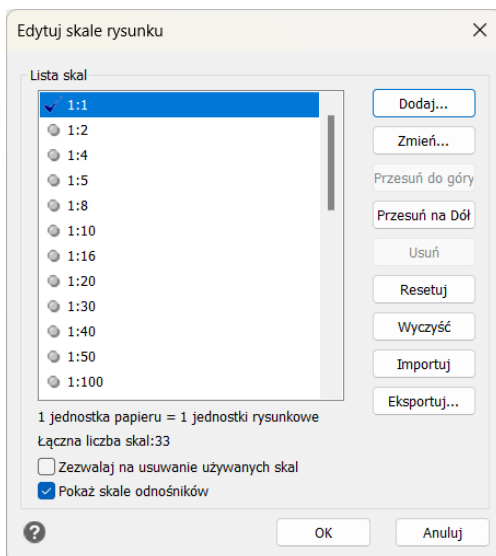 Edytuj skale rysunku
Lista skal
1:1
1:2
1:4
1:5
1:8
1:10
1:16
1:20
1:30
1:40
1:50
1:100
Dodaj...
Zmień...
Przesuń do góry
Przesuń na Dół
Usuń
Resetuj
Wyczyść
Importuj
Eksportuj...
1 jednostka papieru = 1 jednostki rysunkowe
Łączna liczba skal:33
Zezwalaj na usuwanie używanych skal
Pokaż skale odnośników
?
OK
Anuluj